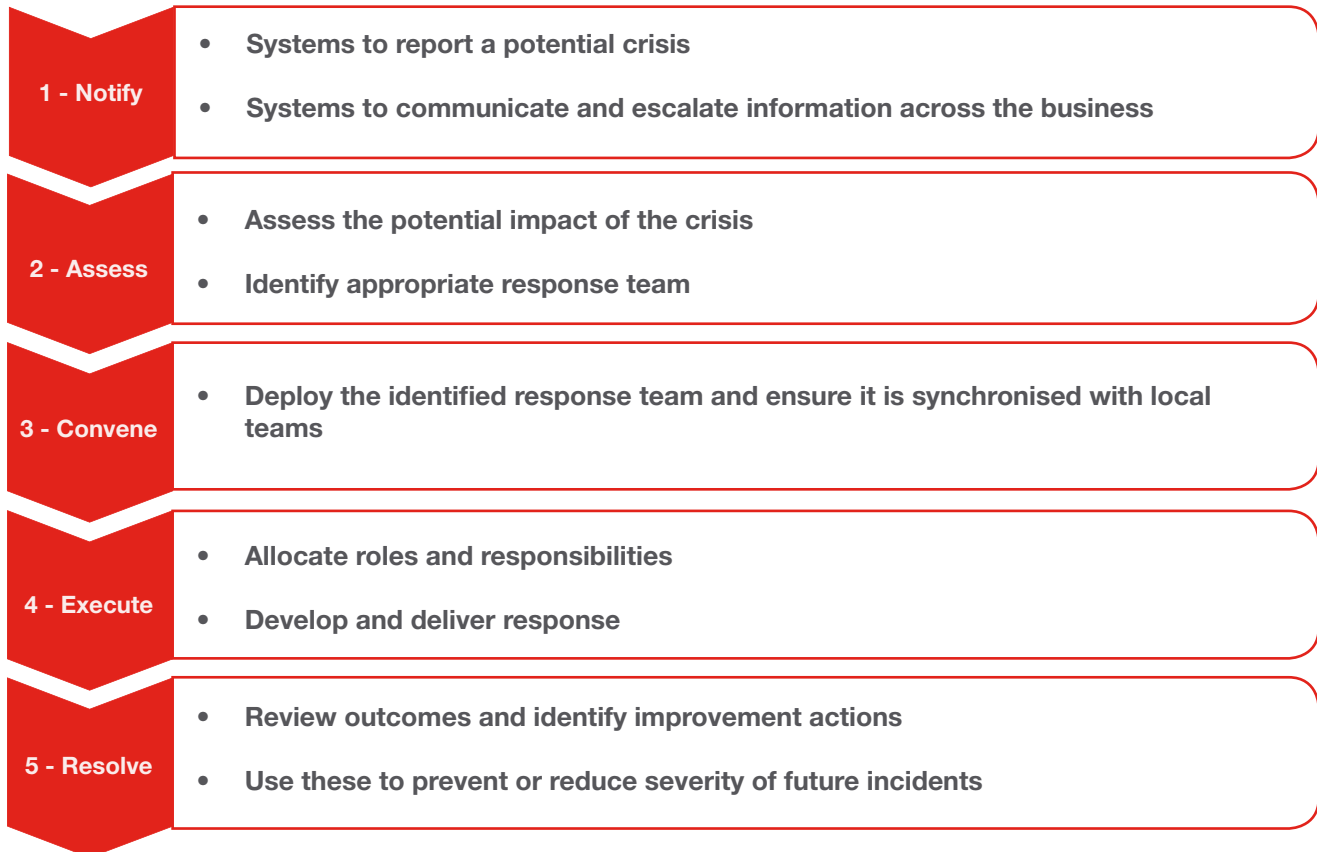 1 - Notify
• Systems to report a potential crisis
• Systems to communicate and escalate information across the business
2 - Assess
• Assess the potential impact of the crisis
• Identify appropriate response team
3 - Convene
• Deploy the identified response team and ensure it is synchronised with local
teams
4 - Execute
• Allocate roles and responsibilities
• Develop and deliver response
5 - Resolve
• Review outcomes and identify improvement actions
• Use these to prevent or reduce severity of future incidents